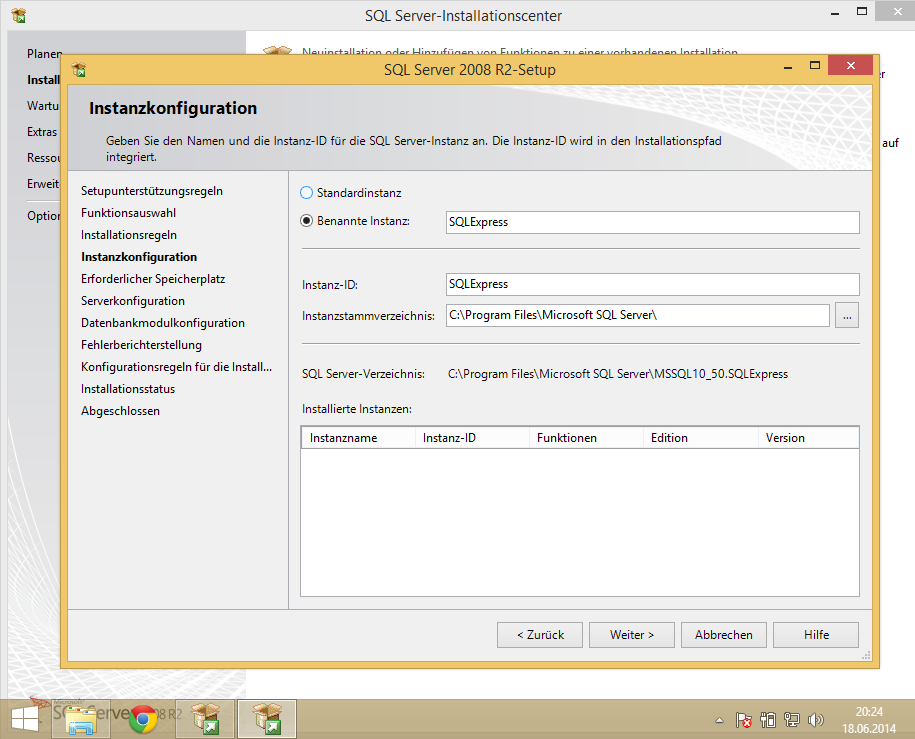 SQL Server-Installationscenter
Planen
Install
Wartu
Extras
Ressou
Erweit
Option
Neuinstallation oder Hinzufügen von Funktionen zu einer vorhandenen Installation
er
auf
SQL Server 2008 R2-Setup
Instanzkonfiguration
Geben Sie den Namen und die Instanz-ID für die SQL Server-Instanz an. Die Instanz-ID wird in den Installationspfad
integriert.
Setupunterstützungsregeln
Funktionsauswahl
Installationsregeln
Instanzkonfiguration
Erforderlicher Speicherplatz
Serverkonfiguration
Datenbankmodulkonfiguration
Fehlerberichterstellung
Konfigurationsregeln für die Install...
Installationsstatus
Abgeschlossen
Standardinstanz
Benannte Instanz: SQLExpress
Instanz-ID: SQLExpress
Instanzstammverzeichnis: C:\Program Files\Microsoft SQL Server\ ...
SQL Server-Verzeichnis: C:\Program Files\Microsoft SQL Server\MSSQL10_50.SQLExpress
Installierte Instanzen:
Instanzname Instanz-ID Funktionen Edition Version
< Zurück Weiter > Abbrechen Hilfe
20:24
18.06.2014